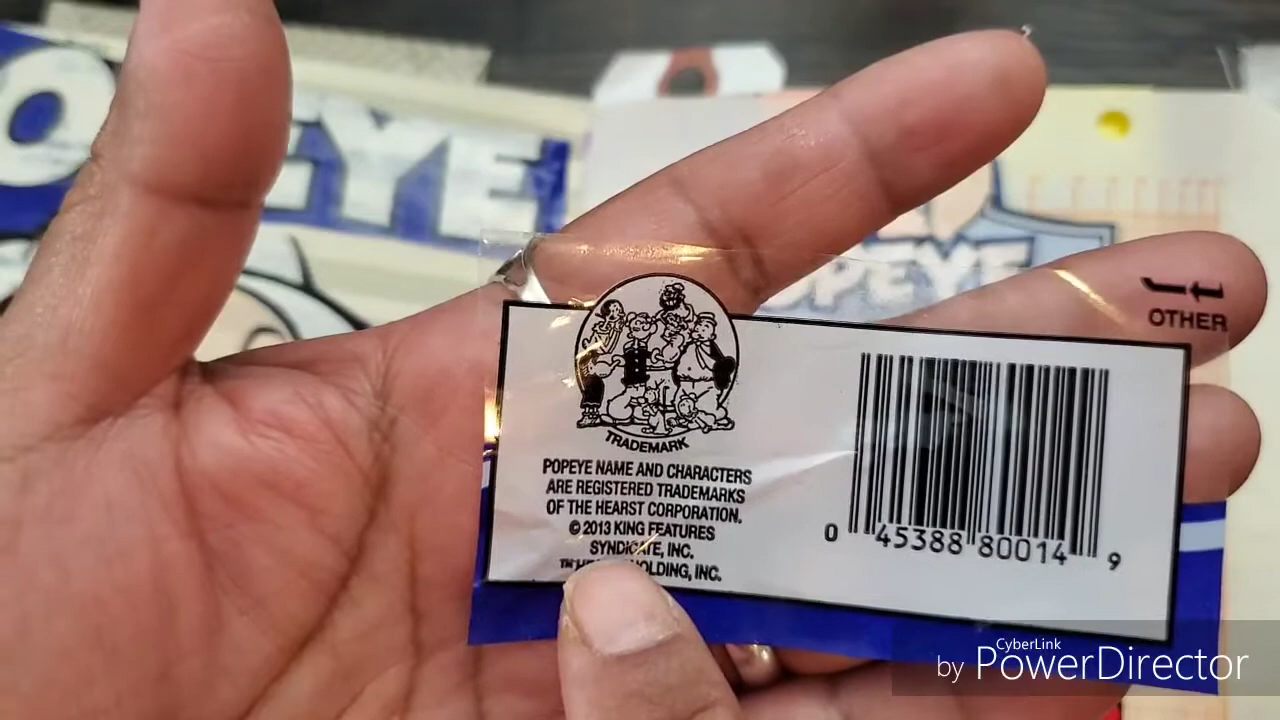 OTHER
TRADEMARK
POPEYE NAME AND CHARACTERS
ARE REGISTERED TRADEMARKS
OF THE HEARST CORPORATION.
© 2013 KING FEATURES
SYNDICATE, INC.
HOLDING, INC.
0 45388 80014 9
CyberLink
by PowerDirector